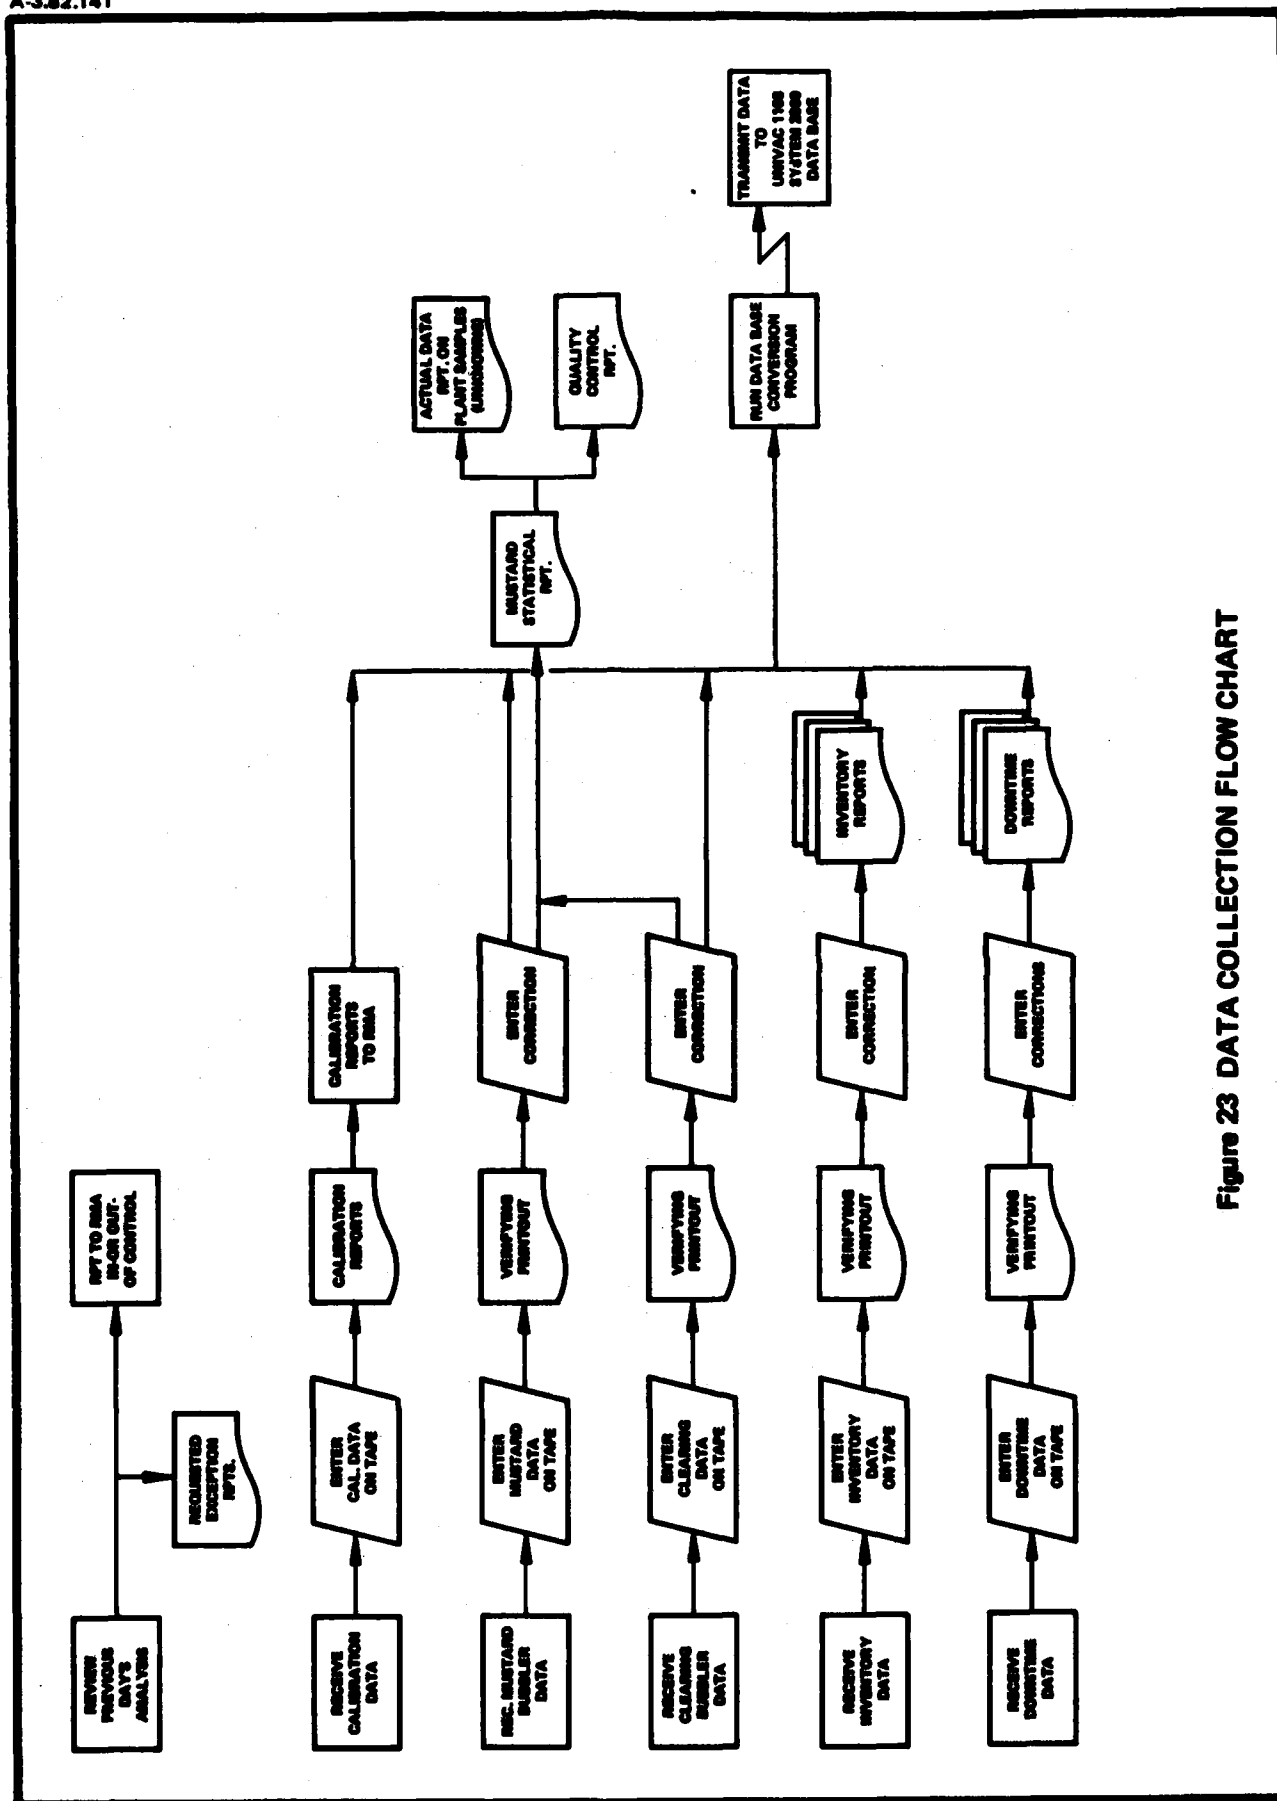 A-3.82.141
REVIEW
PREVIOUS
DAY'S
ANALYSIS
REQUESTED
EXCEPTION
RPTS.
RPT TO RMA
IN-OR OUT-
OF CONTROL
RECEIVE
CALIBRATION
DATA
ENTER
CAL. DATA
ON TAPE
CALIBRATION
REPORTS
CALIBRATION
REPORTS
TO RMA
REC. MUSTARD
BUBBLER
DATA
ENTER
MUSTARD
DATA
ON TAPE
VERIFYING
PRINTOUT
ENTER
CORRECTION
MUSTARD
STATISTICAL
RPT.
ACTUAL DATA
RPT. ON
PLANT SAMPLES
(UNKNOWNS)
QUALITY
CONTROL
RPT.
RECEIVE
CLEARING
BUBBLER
DATA
ENTER
CLEARING
DATA
ON TAPE
VERIFYING
PRINTOUT
ENTER
CORRECTION
RUN DATA BASE
CONVERSION
PROGRAM
TRANSMIT DATA
TO
UNIVAC 1108
SYSTEM 2000
DATA BASE
RECEIVE
INVENTORY
DATA
ENTER
INVENTORY
DATA
ON TAPE
VERIFYING
PRINTOUT
ENTER
CORRECTION
INVENTORY
REPORTS
RECEIVE
DOWNTIME
DATA
ENTER
DOWNTIME
DATA
ON TAPE
VERIFYING
PRINTOUT
ENTER
CORRECTIONS
DOWNTIME
REPORTS
Figure 23 DATA COLLECTION FLOW CHART